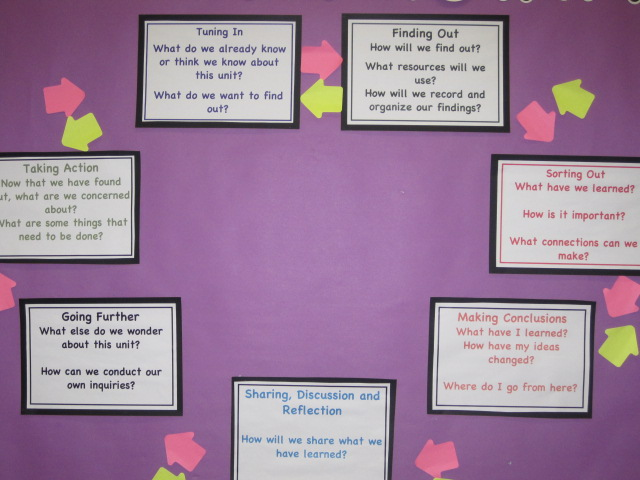 Tuning In
What do we already know
or think we know about
this unit?
What do we want to find
out?
Finding Out
How will we find out?
What resources will we
use?
How will we record and
organize our findings?
Sorting Out
What have we learned?
How is it important?
What connections can we
make?
Making Conclusions
What have I learned?
How have my ideas
changed?
Where do I go from here?
Sharing, Discussion and
Reflection
How will we share what we
have learned?
Going Further
What else do we wonder
about this unit?
How can we conduct our
own inquiries?
Taking Action
Now that we have found
ut, what are we concerned
about?
What are some things that
need to be done?